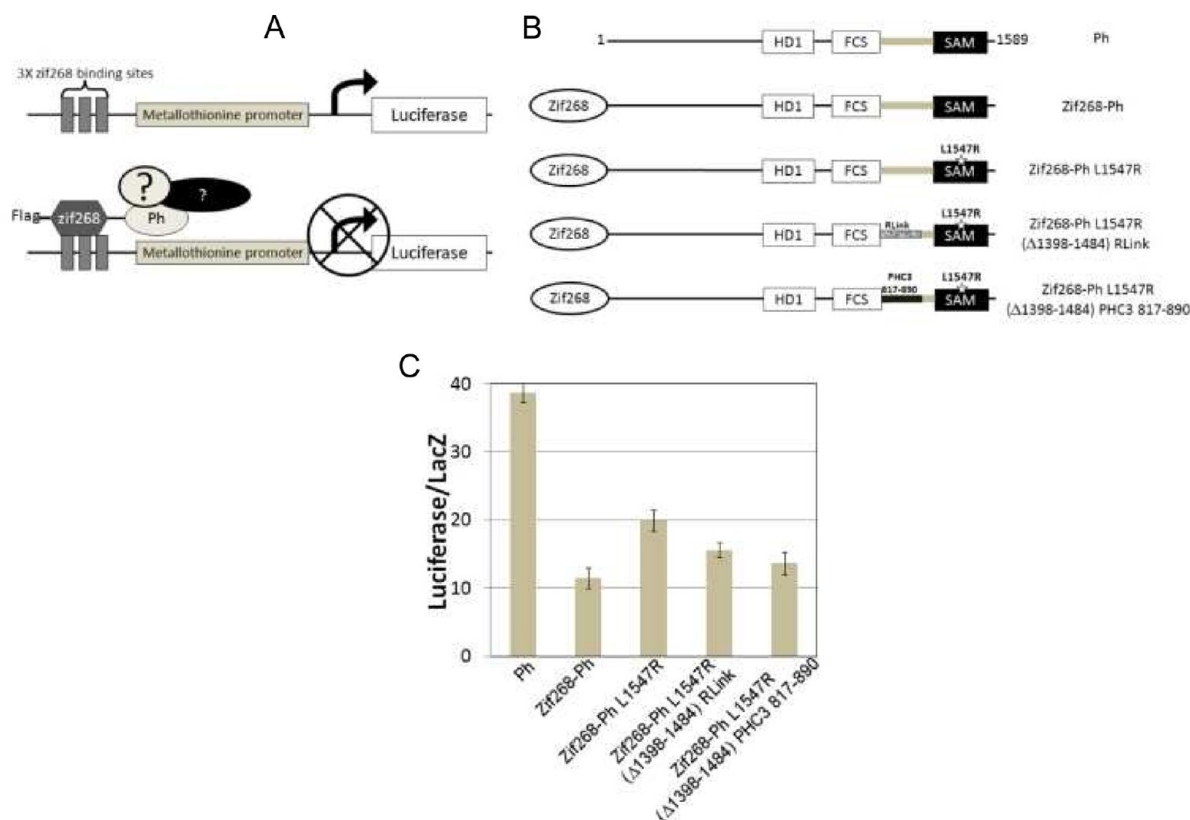 A
3X zif268 binding sites
Metallothionine promoter
Luciferase
?
?
Flag
zif268
Ph
Metallothionine promoter
Luciferase
B
1
HD1
FCS
SAM
1589
Ph
Zif268
HD1
FCS
SAM
Zif268-Ph
L1547R
Zif268
HD1
FCS
SAM
Zif268-Ph L1547R
RLink
L1547R
Zif268
HD1
FCS
SAM
Zif268-Ph L1547R
(Δ1398-1484) RLink
PHC3
817-890
L1547R
Zif268
HD1
FCS
SAM
Zif268-Ph L1547R
(Δ1398-1484) PHC3 817-890
C
Luciferase/LacZ
40
30
20
10
0
Ph
Zif268-Ph
Zif268-Ph L1547R
Zif268-Ph L1547R
(Δ1398-1484) RLink
Zif268-Ph L1547R
(Δ1398-1484) PHC3 817-890